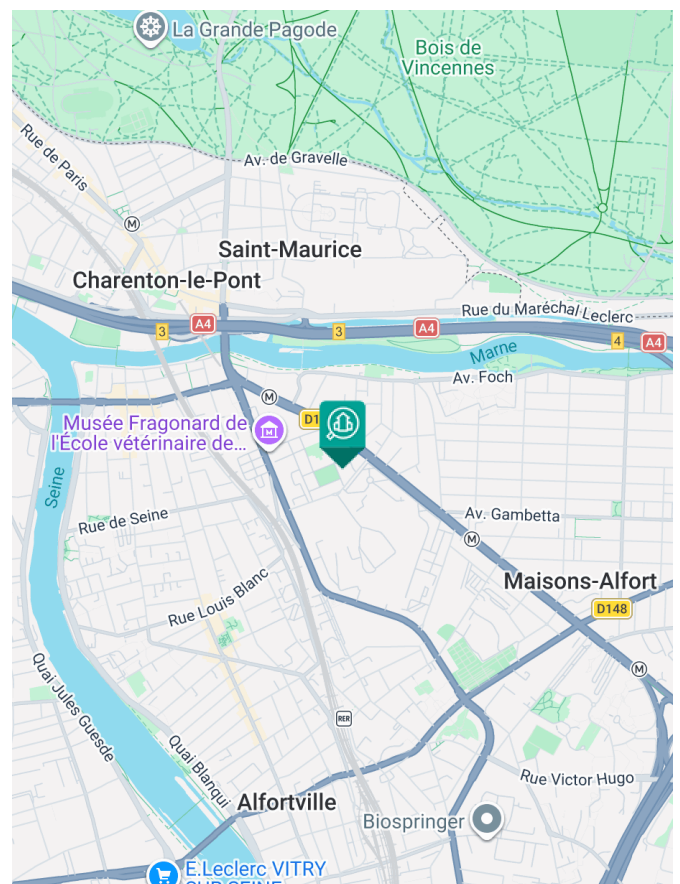 La Grande Pagode
Bois de
Vincennes
Rue de Paris
Av. de Gravelle
M
Saint-Maurice
Charenton-le-Pont
Rue du Maréchal Leclerc
A4
3
3
A4
4
A4
Marne
Av. Foch
M
D1
Musée Fragonard de
l'École vétérinaire de...
Seine
Rue de Seine
Av. Gambetta
M
Rue Louis Blanc
Maisons-Alfort
D148
M
Quai Jules Guesde
RER
Quai Blanqui
Rue Victor Hugo
Alfortville
Biospringer
E.Leclerc VITRY
SUR SEINE